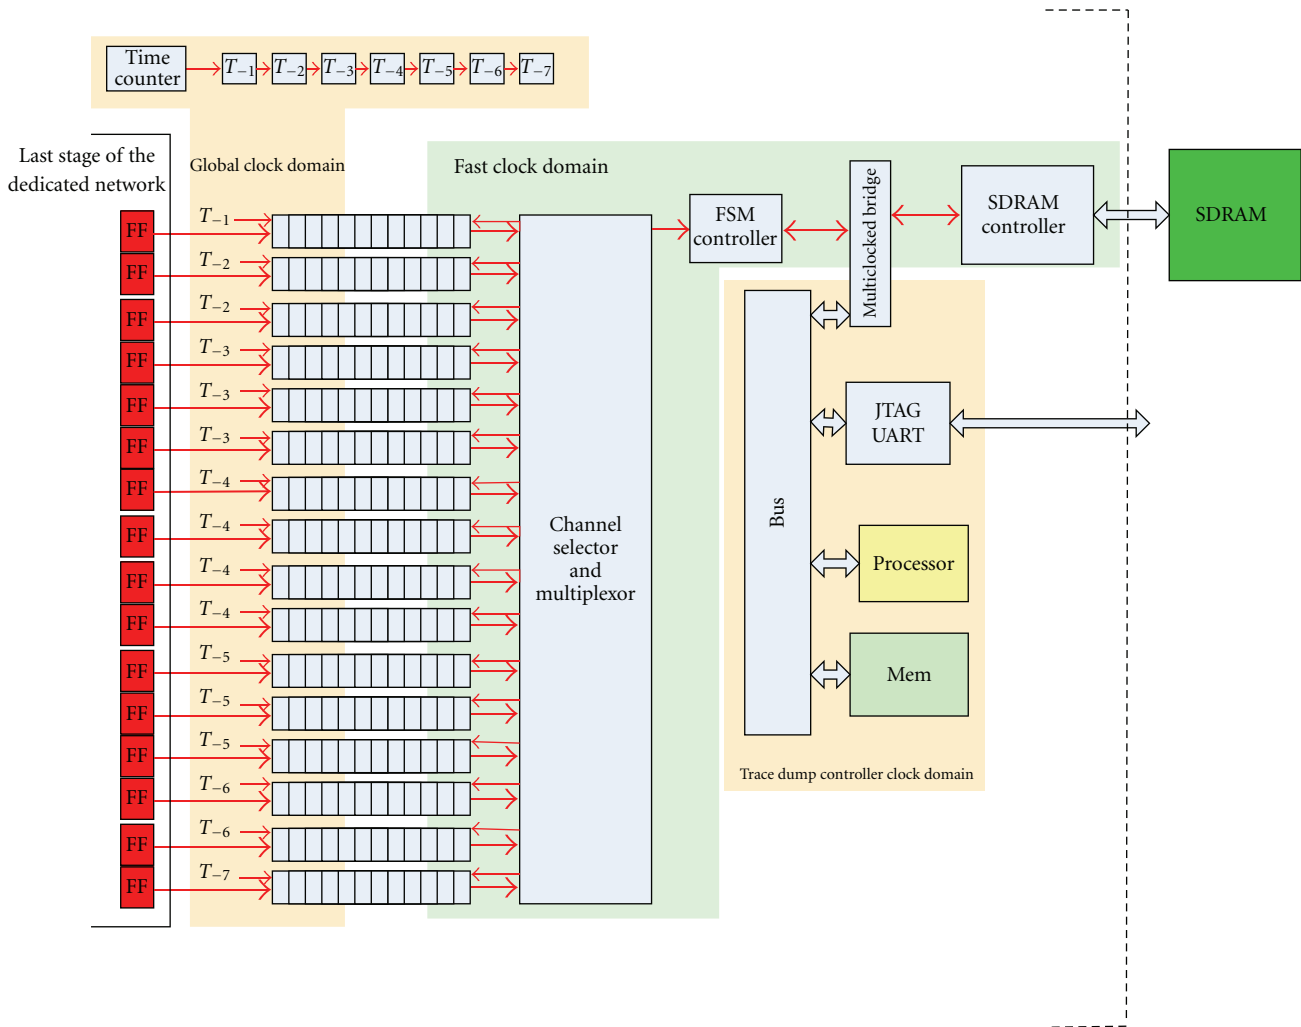 Time
counter
T−1 T−2 T−3 T−4 T−5 T−6 T−7
Last stage of the
dedicated network
Global clock domain
Fast clock domain
FF T−1
FF T−2
FF T−2
FF T−3
FF T−3
FF T−3
FF T−4
FF T−4
FF T−4
FF T−4
FF T−5
FF T−5
FF T−5
FF T−6
FF T−6
FF T−7
Channel
selector
and
multiplexor
FSM
controller
Multiclocked bridge
SDRAM
controller
SDRAM
Bus
JTAG
UART
Processor
Mem
Trace dump controller clock domain